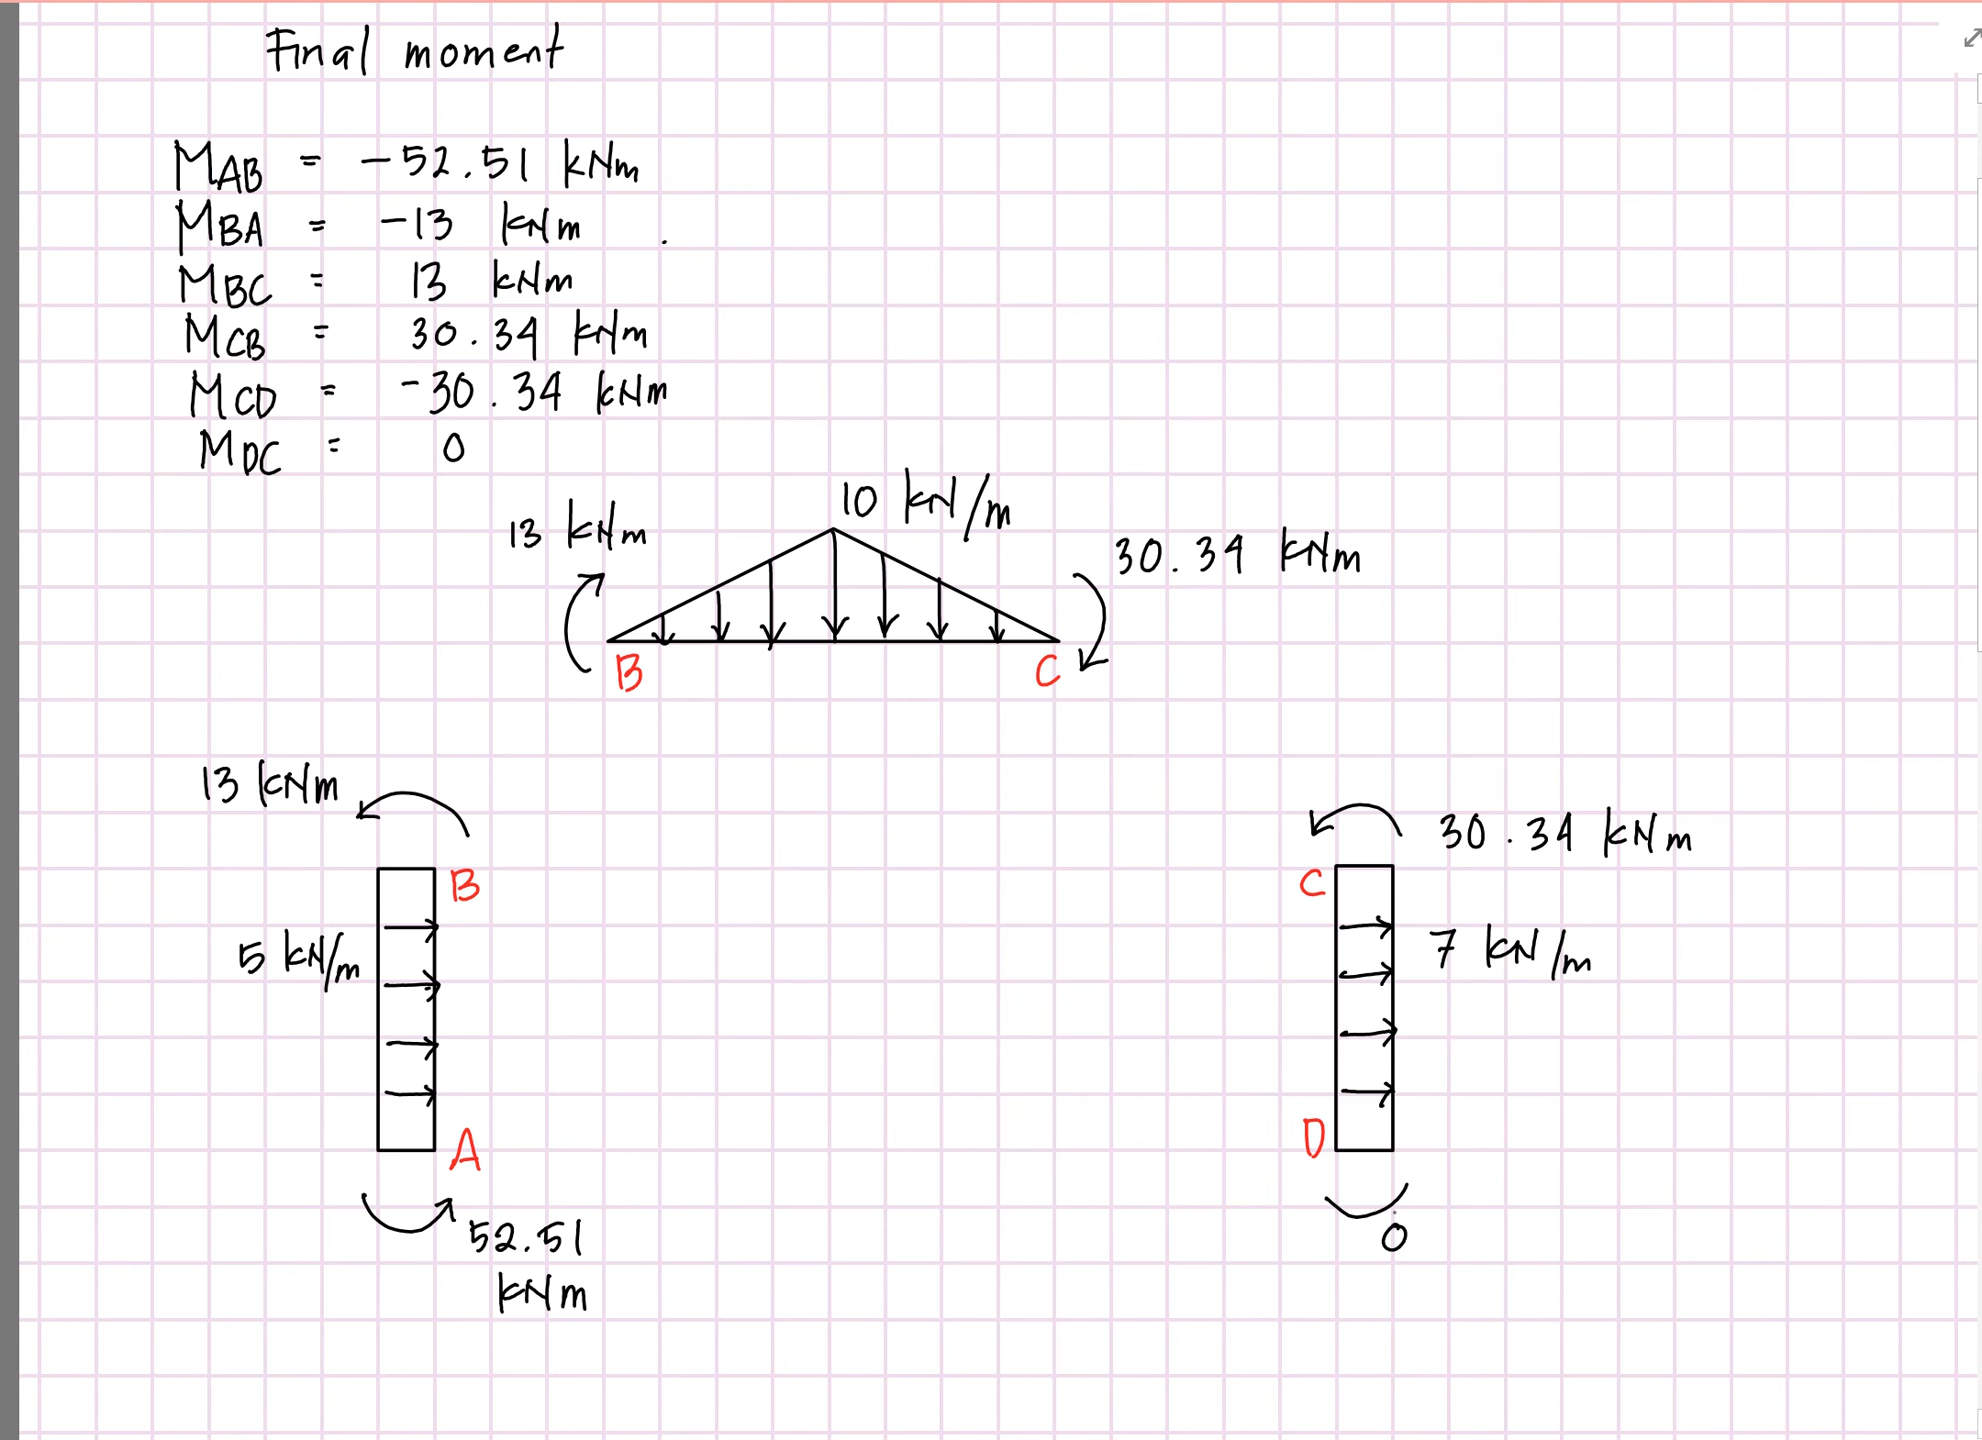 Final moment
MAB = -52.51 kNm
MBA = -13 kNm .
MBC = 13 kNm
MCB = 30.34 kNm
MCD = -30.34 kNm
MDC = 0
10 kN/m
13 kNm
30.34 kNm
B
C
13 kNm
30.34 kNm
B
C
5 kN/m
7 kN/m
A
D
52.51
kNm
0